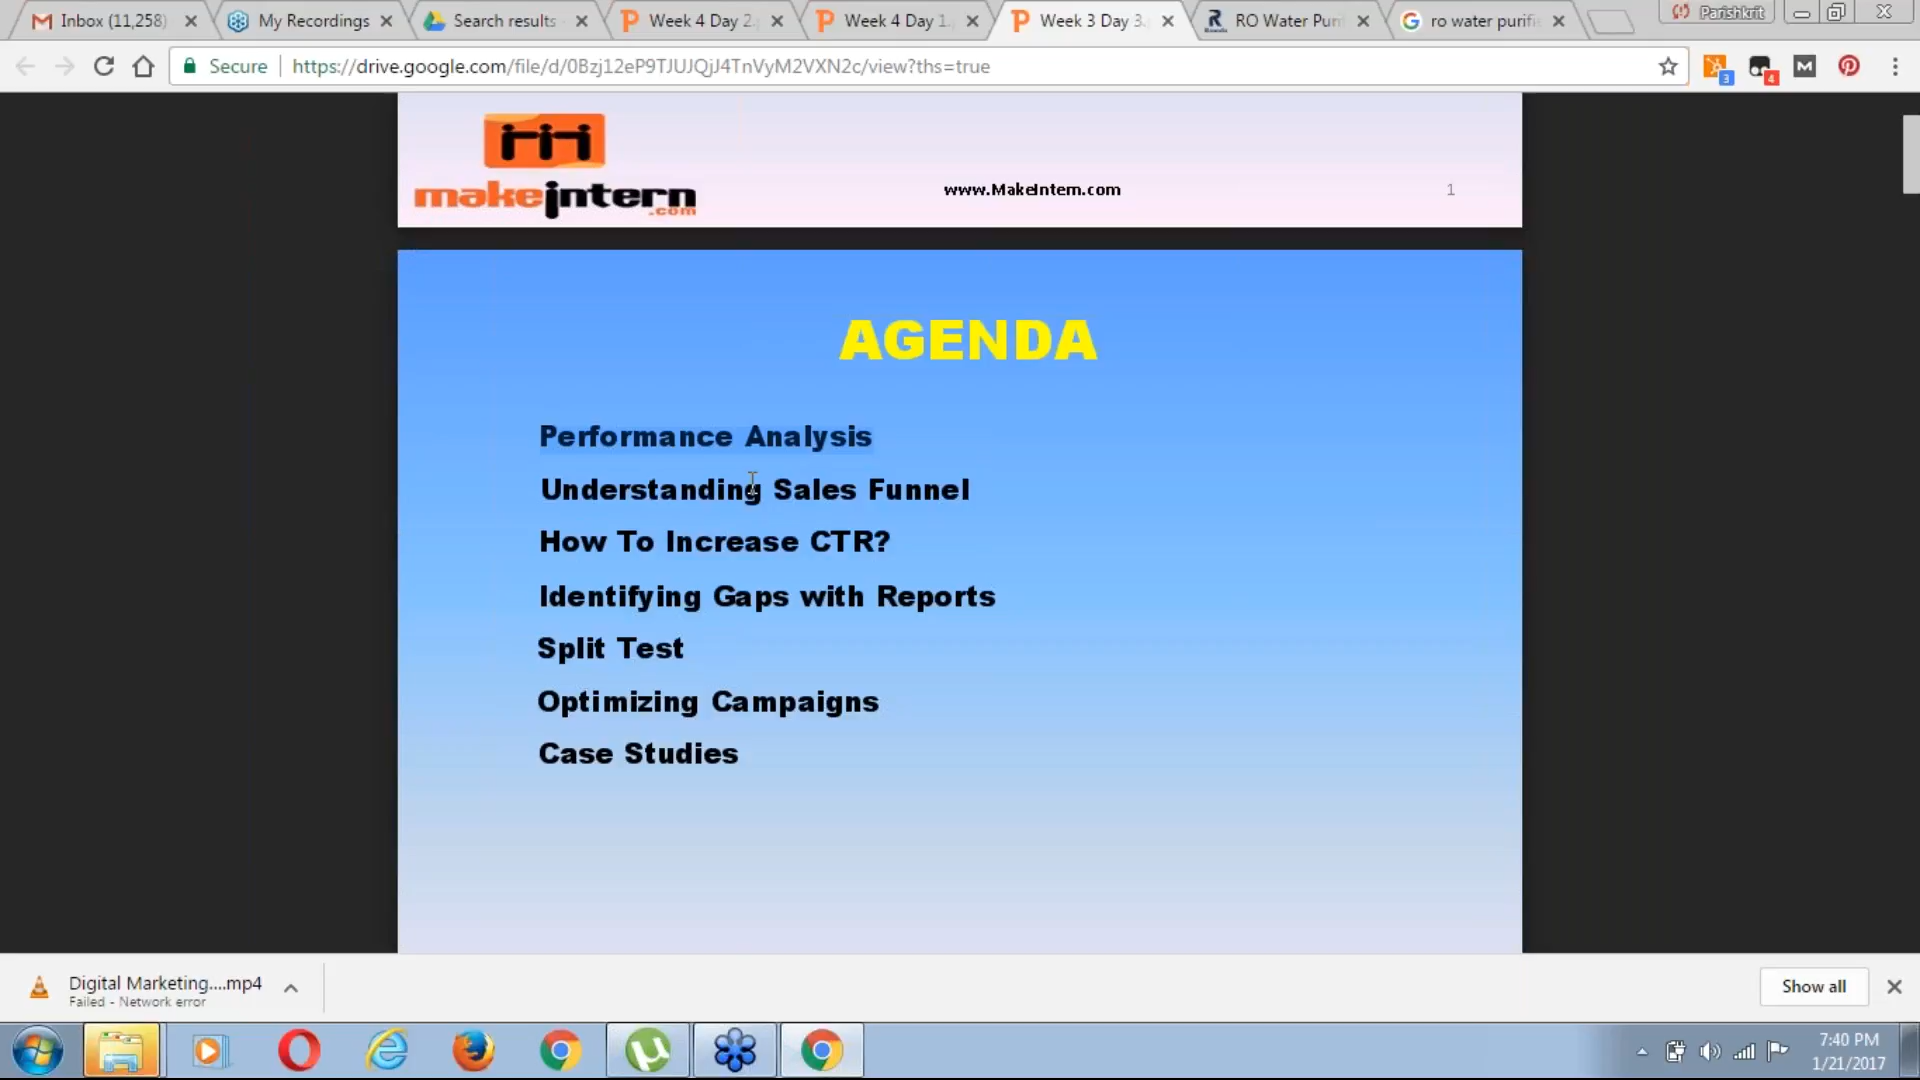 Inbox (11,258)
My Recordings
Search results
Week 4 Day 2.
Week 4 Day 1.
Week 3 Day 3.
RO Water Puri
ro water purifi
Parishkrit
Secure
https://drive.google.com/file/d/0Bzj12eP9TJUJQjJ4TnVyM2VXN2c/view?ths=true
3
4
makeintern
.com
www.MakeIntern.com
1
AGENDA
Performance Analysis
Understanding Sales Funnel
How To Increase CTR?
Identifying Gaps with Reports
Split Test
Optimizing Campaigns
Case Studies
Digital Marketing....mp4
Failed - Network error
Show all
7:40 PM
1/21/2017